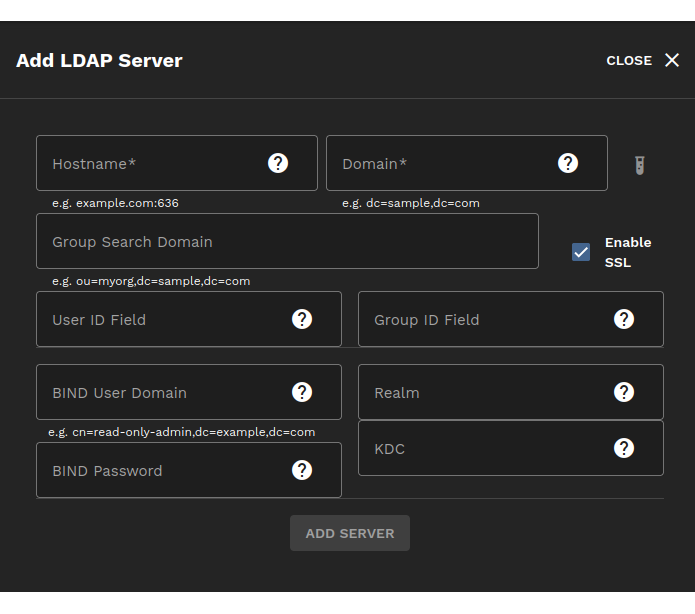 Add LDAP Server
CLOSE
Hostname*
Domain*
e.g. example.com:636
e.g. dc=sample,dc=com
Group Search Domain
Enable
SSL
e.g. ou=myorg,dc=sample,dc=com
User ID Field
Group ID Field
BIND User Domain
Realm
e.g. cn=read-only-admin,dc=example,dc=com
KDC
BIND Password
ADD SERVER